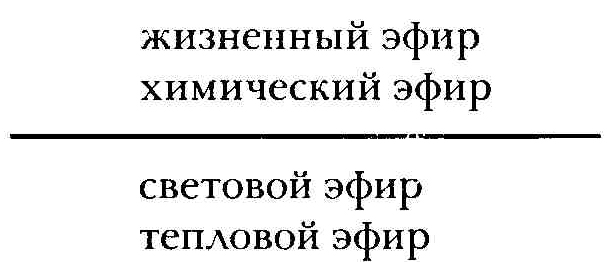 жизненный эфир
химический эфир
световой эфир
тепловой эфир